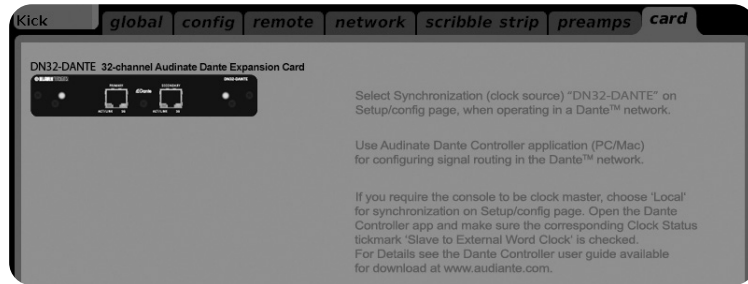 Kick global config remote network scribble strip preamps card
DN32-DANTE 32-channel Audinate Dante Expansion Card
DN32-DANTE
PRIMARY SECONDARY
Dante
Select Synchronization (clock source) "DN32-DANTE" on
Setup/config page, when operating in a Dante™ network.
Use Audinate Dante Controller application (PC/Mac)
for configuring signal routing in the Dante™ network.
If you require the console to be clock master, choose 'Local'
for synchronization on Setup/config page. Open the Dante
Controller app and make sure the corresponding Clock Status
tickmark 'Slave to External Word Clock' is checked.
For Details see the Dante Controller user guide available
for download at www.audiante.com.